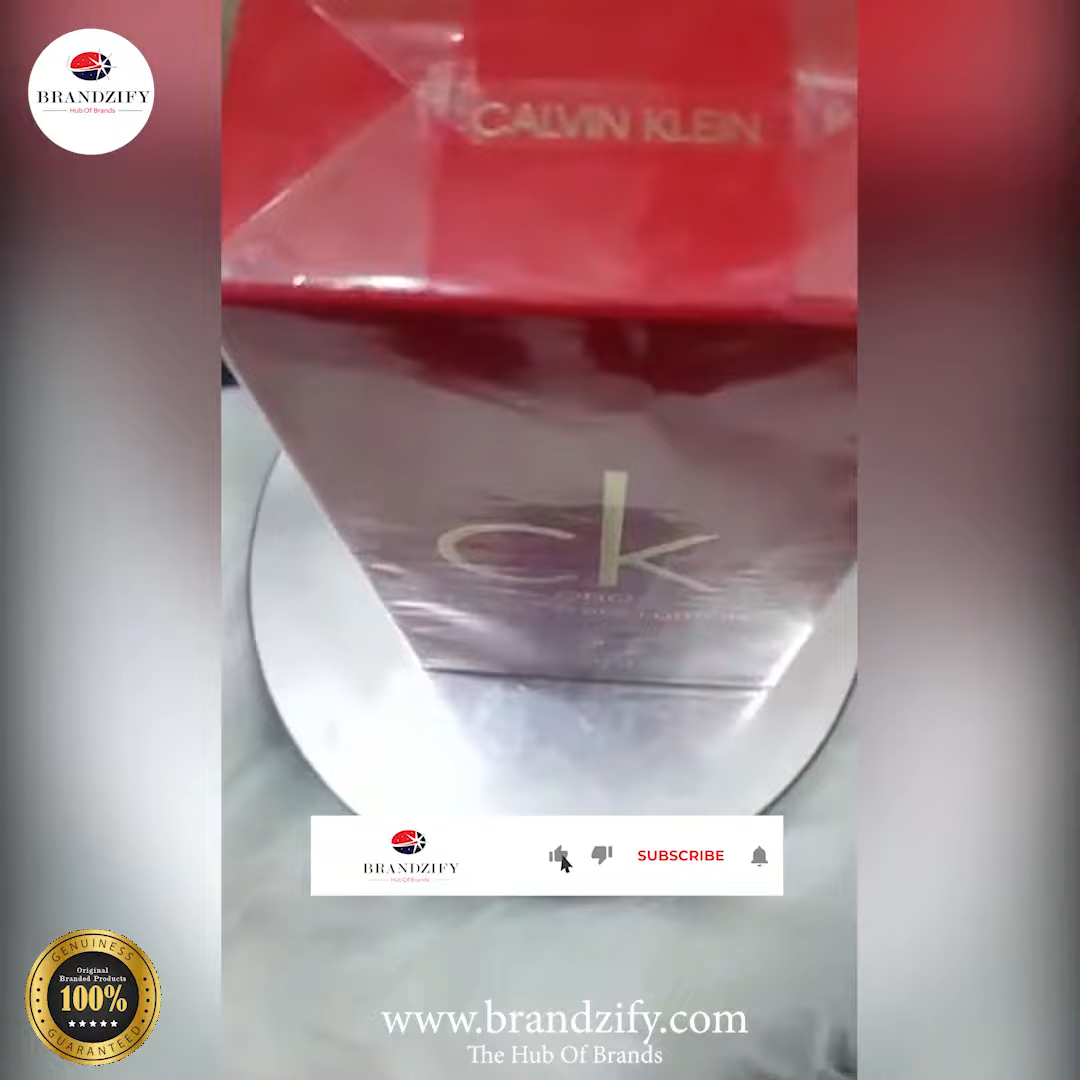 BRANDZIFY
Hub Of Brands
CALVIN KLEIN
ck
BRANDZIFY
Hub Of Brands
SUBSCRIBE
GENUINESS
Original
Branded Products
100%
GUARANTEED
www.brandzify.com
The Hub Of Brands